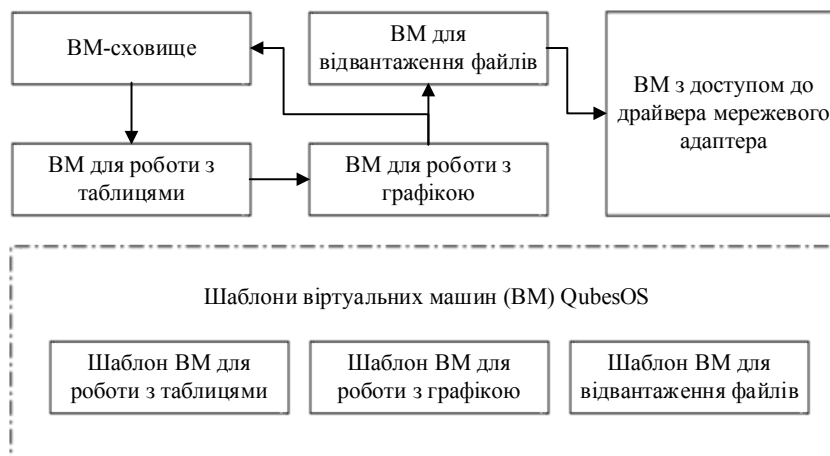 ВМ-сховище
ВМ для
відвантаження файлів
ВМ з доступом до
драйвера мережевого
адаптера
ВМ для роботи з
таблицями
ВМ для роботи з
графікою
Шаблони віртуальних машин (ВМ) QubesOS
Шаблон ВМ для
роботи з таблицями
Шаблон ВМ для
роботи з графікою
Шаблон ВМ для
відвантаження файлів